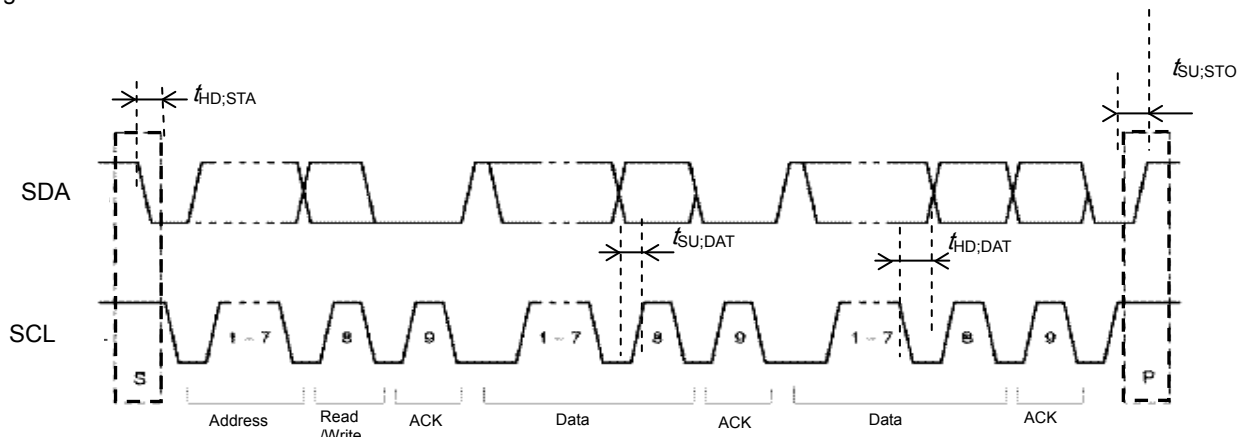 tHD;STA
tSU;STO
SDA
tSU;DAT
tHD;DAT
SCL
1 – 7 8 9 1 – 7 8 9 1 – 7 8 9
S P
Address Read /Write ACK Data ACK Data ACK